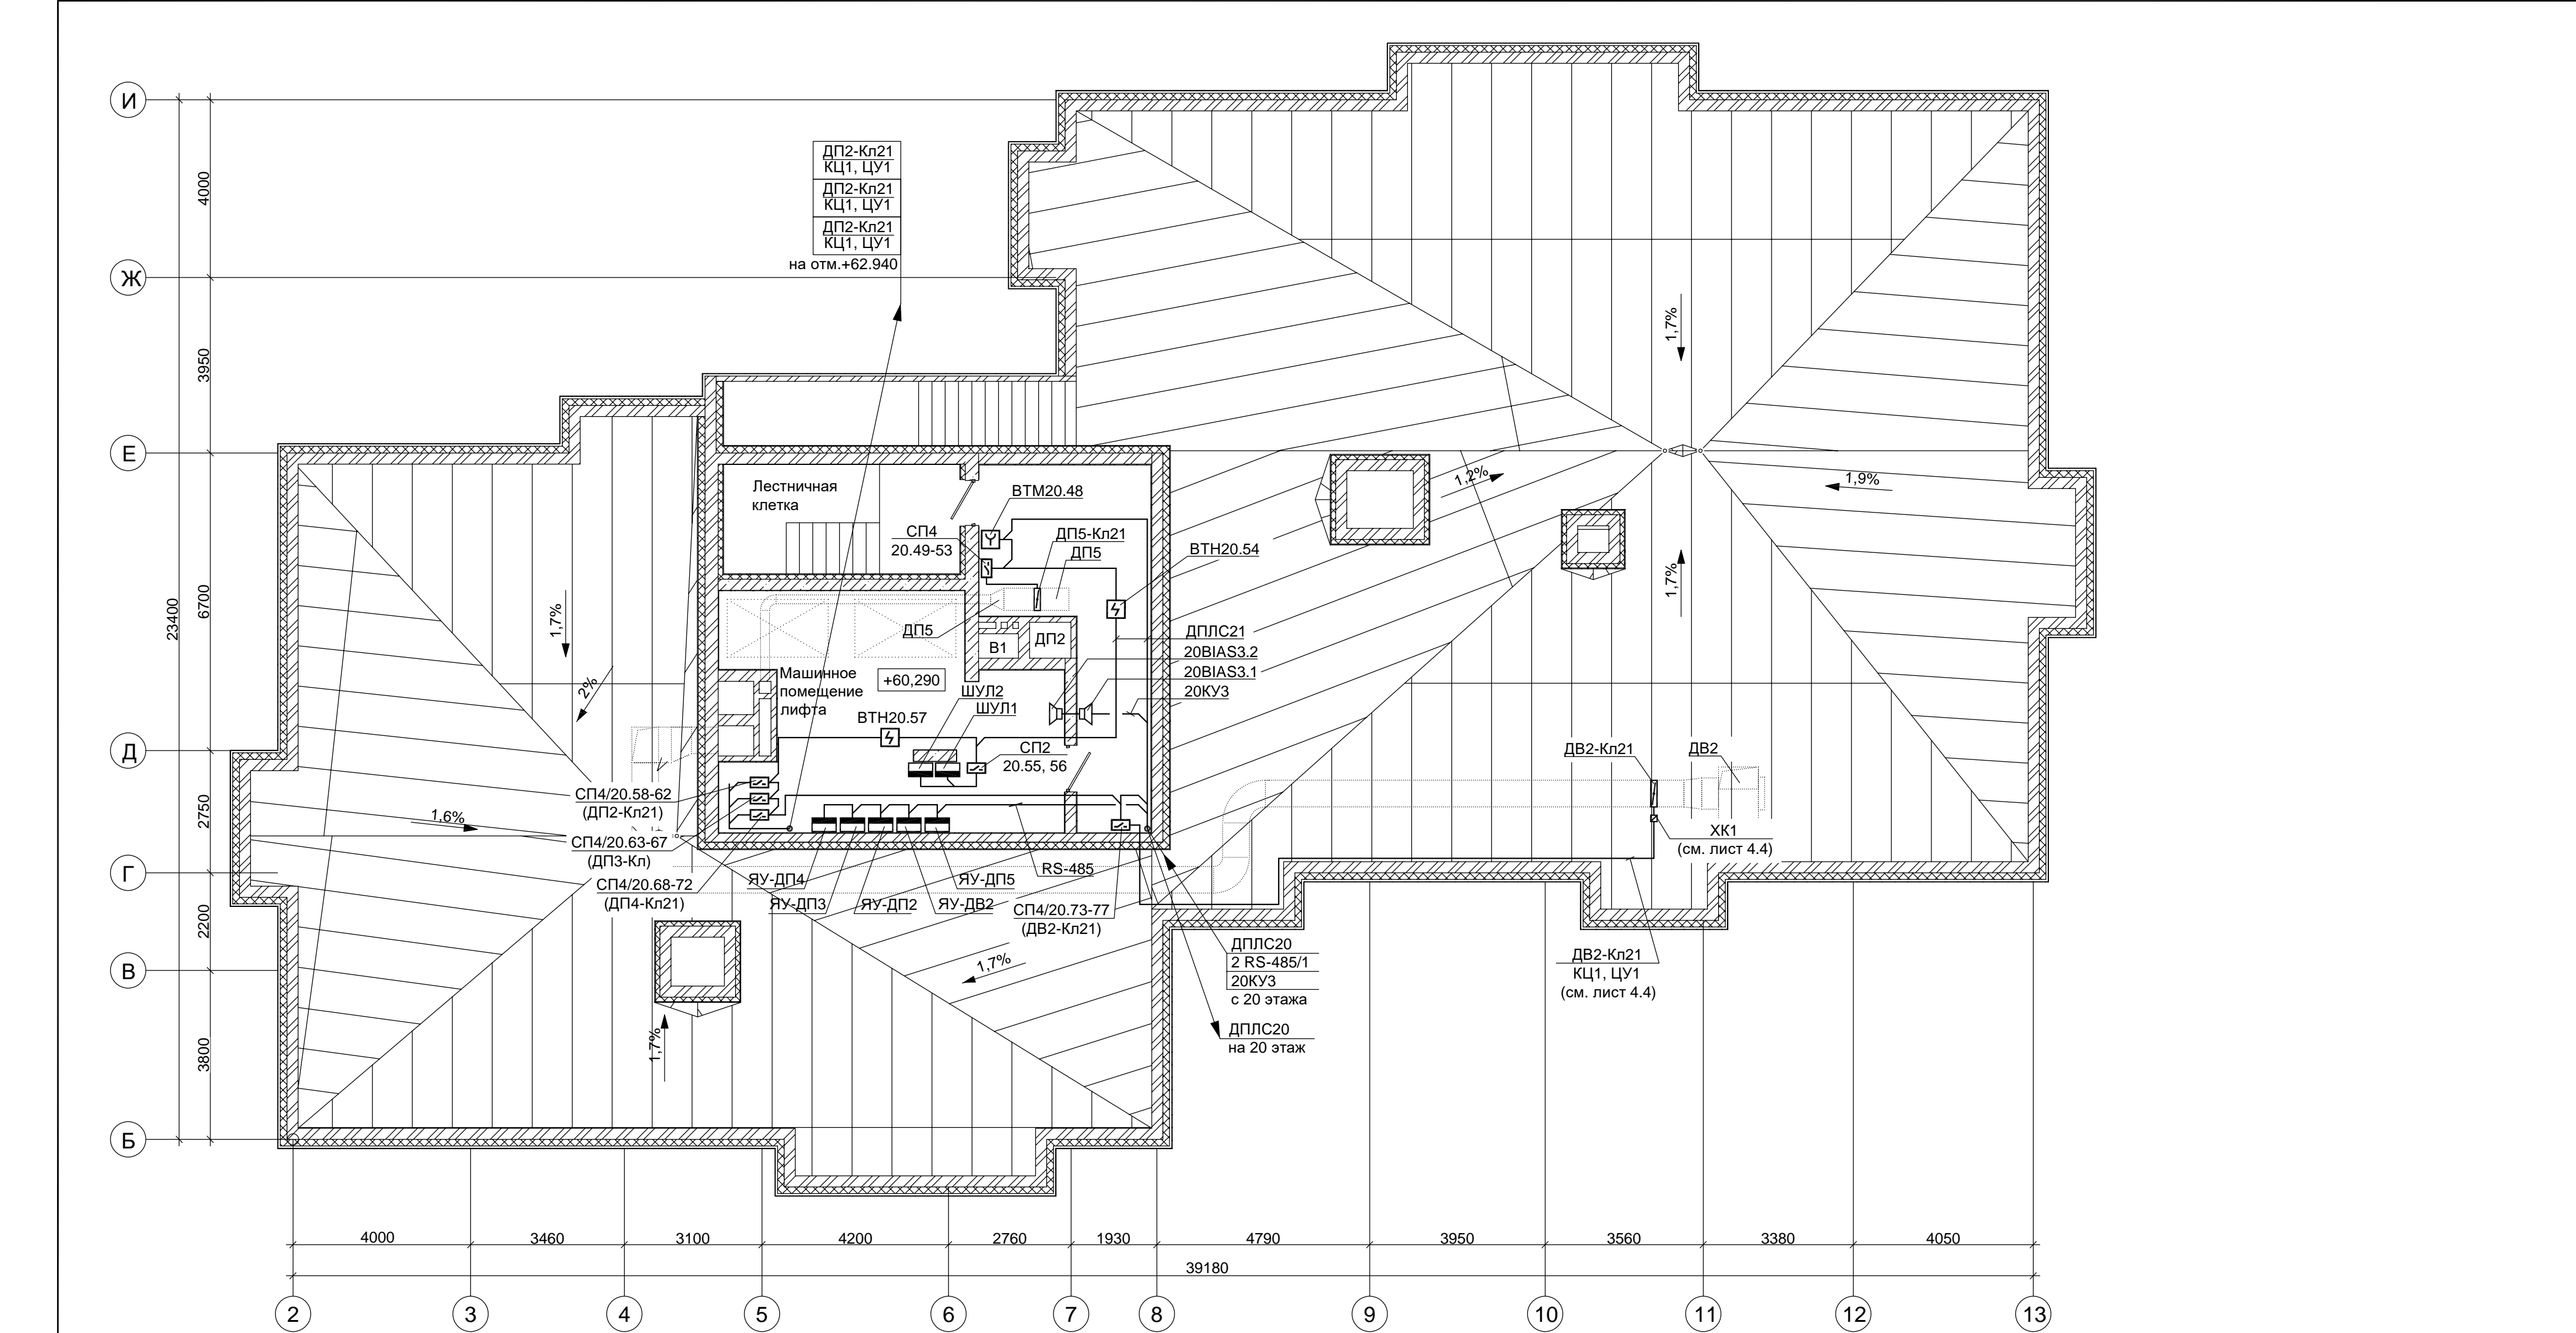 И
Ж
Е
Д
Г
В
Б
4000
3950
6700
2750
2200
3800
23400
ДП2-Кл21
КЦ1, ЦУ1
ДП2-Кл21
КЦ1, ЦУ1
ДП2-Кл21
КЦ1, ЦУ1
на отм.+62.940
Лестничная
клетка
СП4
20.49-53
ВТМ20.48
ДП5-Кл21
ДП5
ВТН20.54
ДП5
В1
ДП2
ДПЛС21
20BIAS3.2
20BIAS3.1
20КУ3
Машинное
помещение
лифта
+60,290
ШУЛ2
ШУЛ1
ВТН20.57
СП2
20.55, 56
СП4/20.58-62
(ДП2-Кл21)
СП4/20.63-67
(ДП3-Кл)
СП4/20.68-72
(ДП4-Кл21)
ЯУ-ДП4
ЯУ-ДП3
ЯУ-ДП2
ЯУ-ДВ2
ЯУ-ДП5
RS-485
СП4/20.73-77
(ДВ2-Кл21)
ДПЛС20
2 RS-485/1
20КУ3
с 20 этажа
ДПЛС20
на 20 этаж
ДВ2-Кл21
ДВ2
ХК1
(см. лист 4.4)
ДВ2-Кл21
КЦ1, ЦУ1
(см. лист 4.4)
1,7%
1,2%
1,9%
1,7%
1,7%
2%
1,6%
1,7%
1,7%
4000
3460
3100
4200
2760
1930
4790
3950
3560
3380
4050
39180
2
3
4
5
6
7
8
9
10
11
12
13